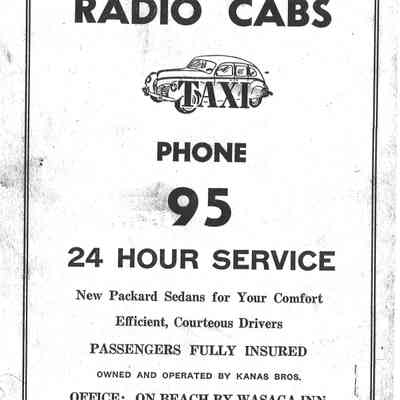 RADIO CABS
TAXI
PHONE
95
24 HOUR SERVICE
New Packard Sedans for Your Comfort
Efficient, Courteous Drivers
PASSENGERS FULLY INSURED
OWNED AND OPERATED BY KANAS BROS.
OFFICE: ON BEACH BY WASAGA INN